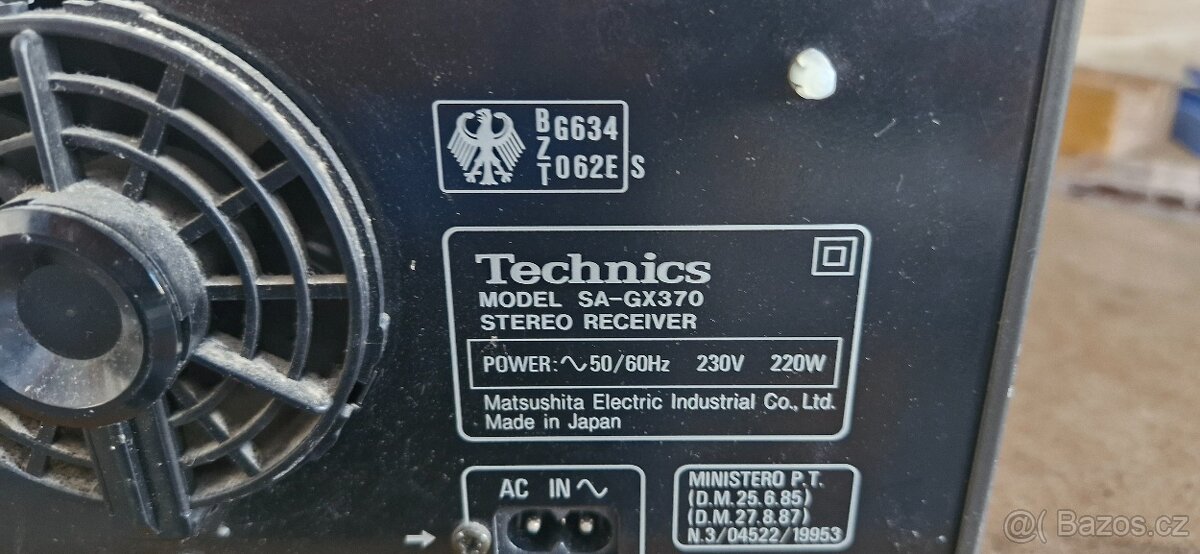 BZT G634
062E S
Technics
MODEL SA-GX370
STEREO RECEIVER
POWER: ∿ 50/60Hz 230V 220W
Matsushita Electric Industrial Co., Ltd.
Made in Japan
AC IN ∿
MINISTERO P.T.
(D.M.25.6.85)
(D.M.27.8.87)
N.3/04522/19953
@ Bazos.cz